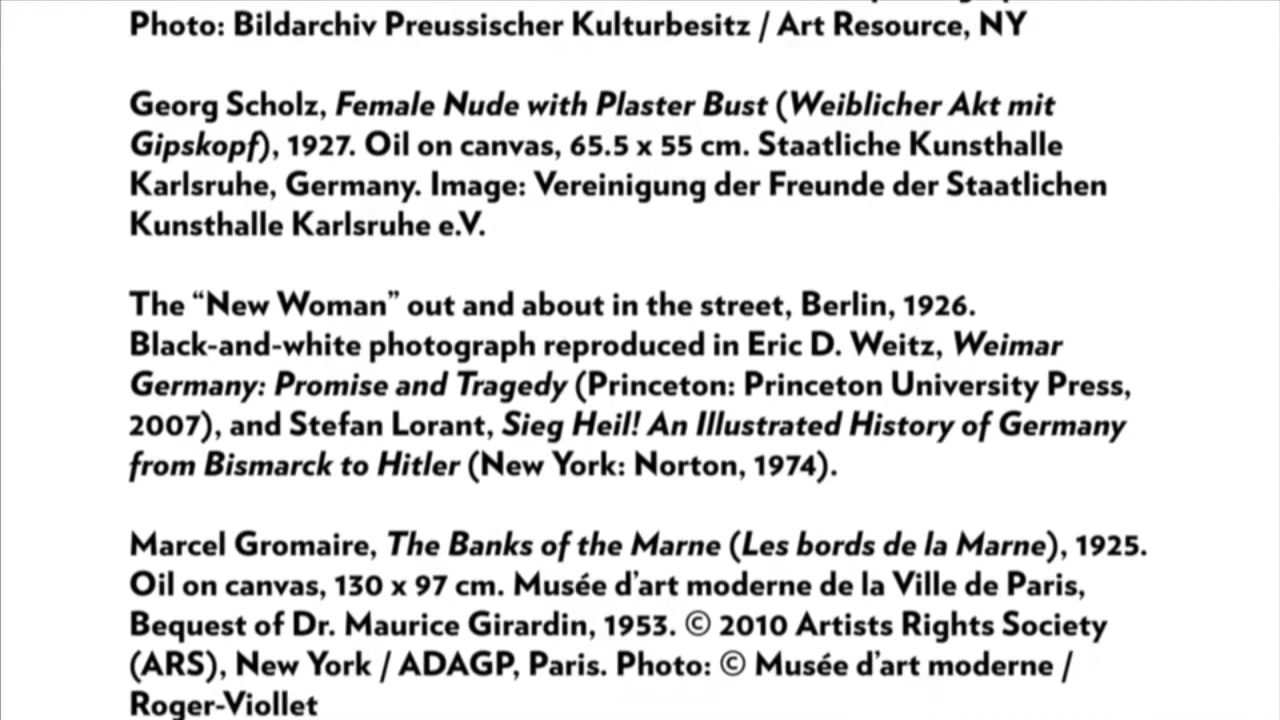 Photo: Bildarchiv Preussischer Kulturbesitz / Art Resource, NY
Georg Scholz, Female Nude with Plaster Bust (Weiblicher Akt mit
Gipskopf), 1927. Oil on canvas, 65.5 x 55 cm. Staatliche Kunsthalle
Karlsruhe, Germany. Image: Vereinigung der Freunde der Staatlichen
Kunsthalle Karlsruhe e.V.
The “New Woman” out and about in the street, Berlin, 1926.
Black-and-white photograph reproduced in Eric D. Weitz, Weimar
Germany: Promise and Tragedy (Princeton: Princeton University Press,
2007), and Stefan Lorant, Sieg Heil! An Illustrated History of Germany
from Bismarck to Hitler (New York: Norton, 1974).
Marcel Gromaire, The Banks of the Marne (Les bords de la Marne), 1925.
Oil on canvas, 130 x 97 cm. Musée d’art moderne de la Ville de Paris,
Bequest of Dr. Maurice Girardin, 1953. © 2010 Artists Rights Society
(ARS), New York / ADAGP, Paris. Photo: © Musée d’art moderne /
Roger-Viollet